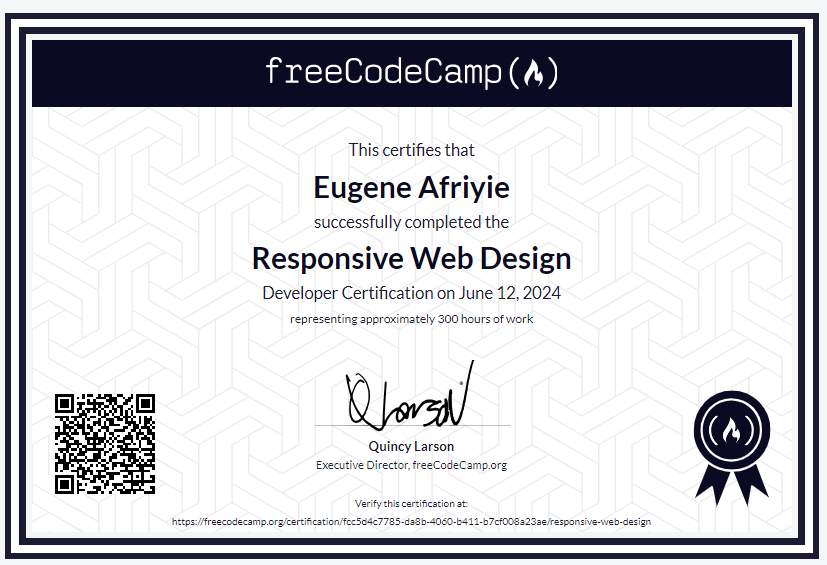 freeCodeCamp(🔥)
This certifies that
Eugene Afriyie
successfully completed the
Responsive Web Design
Developer Certification on June 12, 2024
representing approximately 300 hours of work
Quincy Larson
Executive Director, freeCodeCamp.org
Verify this certification at:
https://freecodecamp.org/certification/fcc5d4c7785-da8b-4060-b411-b7cf008a23ae/responsive-web-design